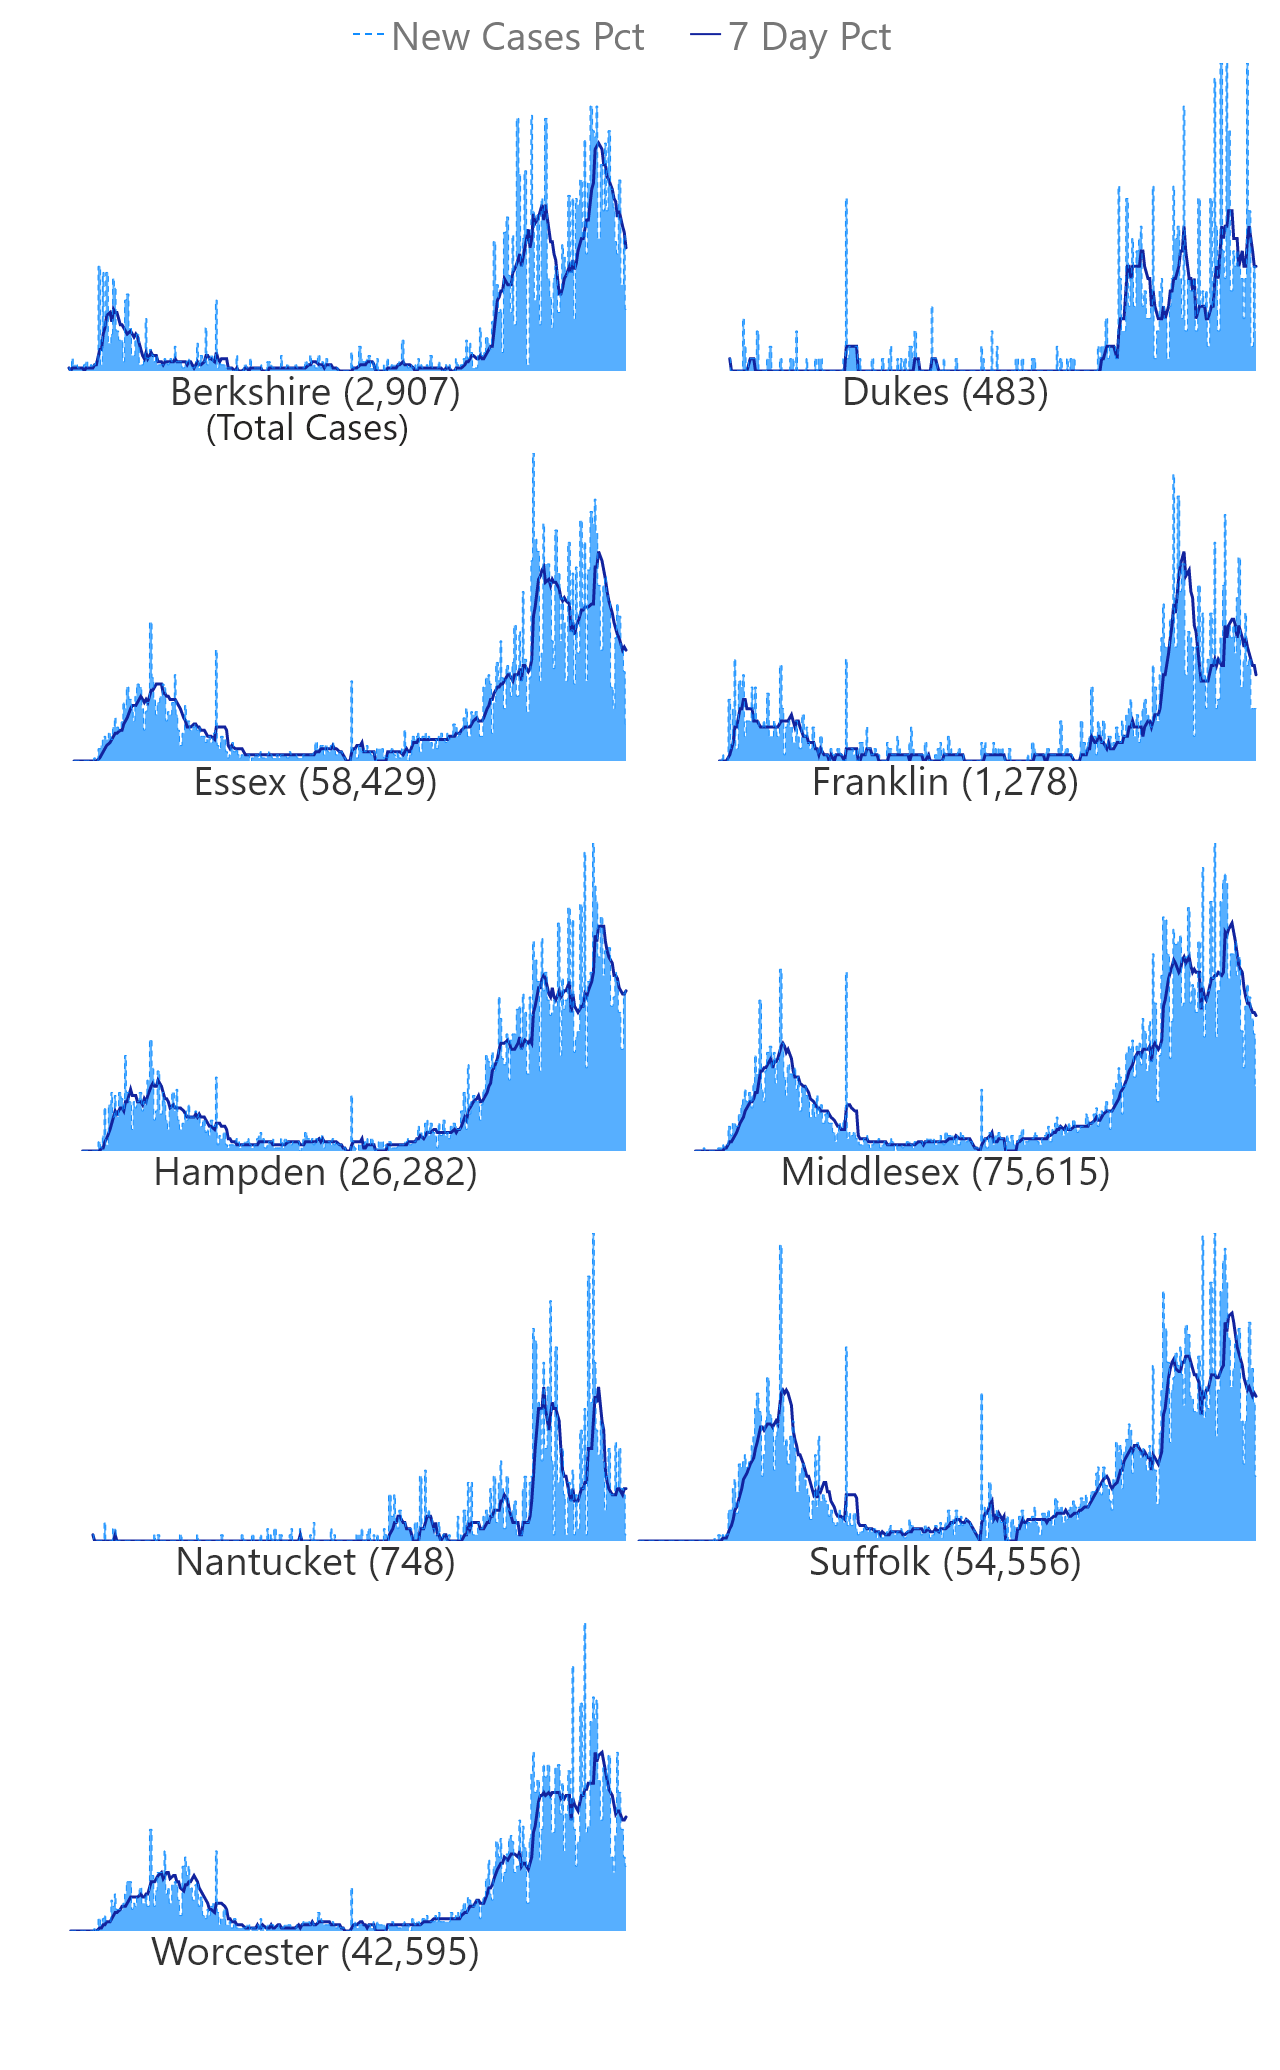 New Cases Pct 7 Day Pct
Berkshire (2,907) Dukes (483)
(Total Cases)
Essex (58,429) Franklin (1,278)
Hampden (26,282) Middlesex (75,615)
Nantucket (748) Suffolk (54,556)
Worcester (42,595)